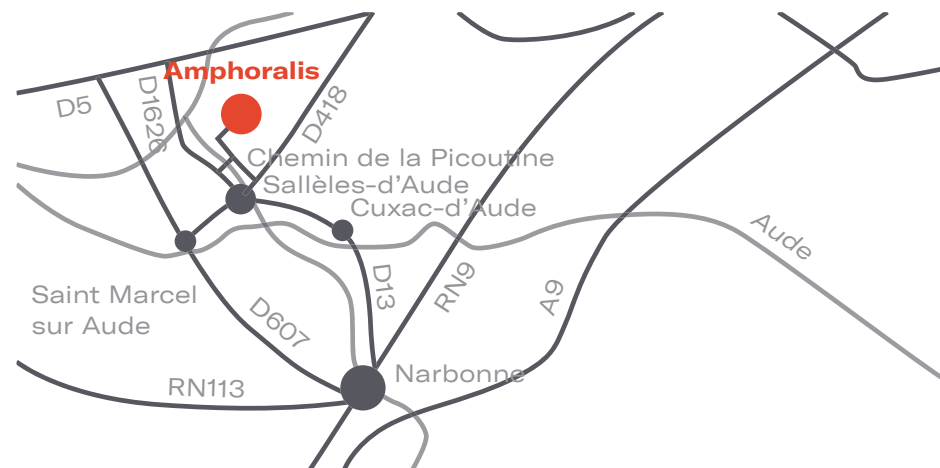 Amphoralis
D5
D1626
D418
Chemin de la Picoutine
Sallèles-d’Aude
Cuxac-d’Aude
Aude
Saint Marcel
sur Aude
D607
D13
RN9
A9
RN113
Narbonne